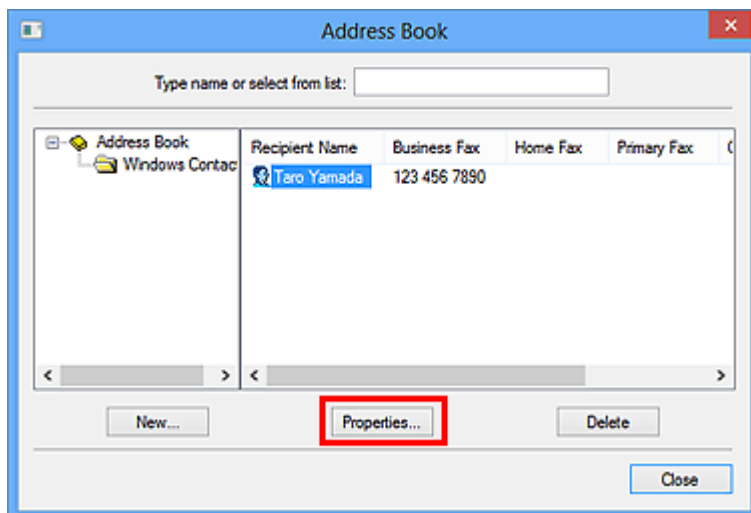 Address Book
Type name or select from list:
Address Book
Windows Contac
Recipient Name Business Fax Home Fax Primary Fax
Taro Yamada 123 456 7890
New... Properties... Delete
Close